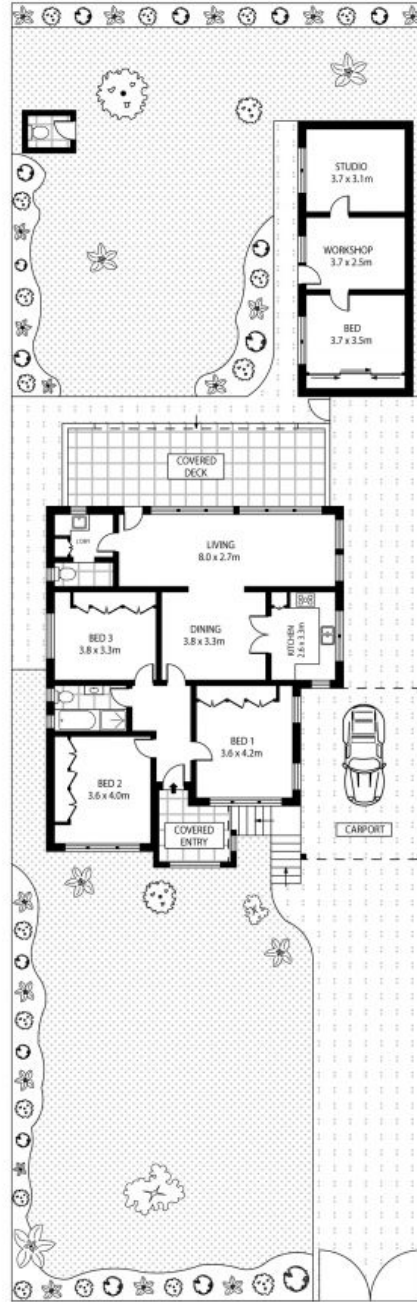 STUDIO
3.7 x 3.1m
WORKSHOP
3.7 x 2.5m
BED
3.7 x 3.5m
COVERED
DECK
L'DRY
LIVING
8.0 x 2.7m
BED 3
3.8 x 3.3m
DINING
3.8 x 3.3m
KITCHEN
2.6 x 3.3m
BED 1
3.6 x 4.2m
BED 2
3.6 x 4.0m
COVERED
ENTRY
CARPORT